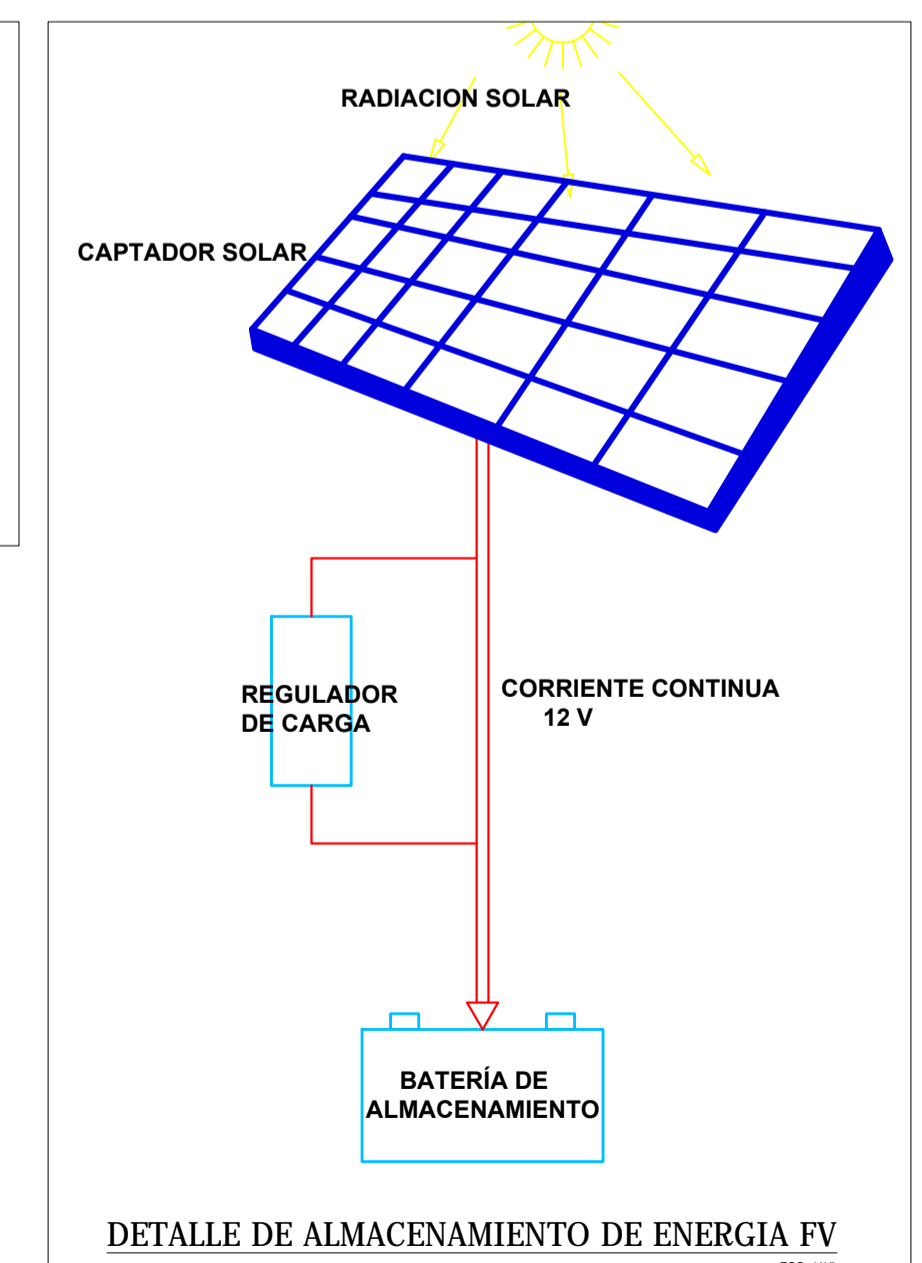 RADIACION SOLAR
CAPTADOR SOLAR
REGULADOR
DE CARGA
CORRIENTE CONTINUA
12 V
BATERÍA DE
ALMACENAMIENTO
DETALLE DE ALMACENAMIENTO DE ENERGIA FV